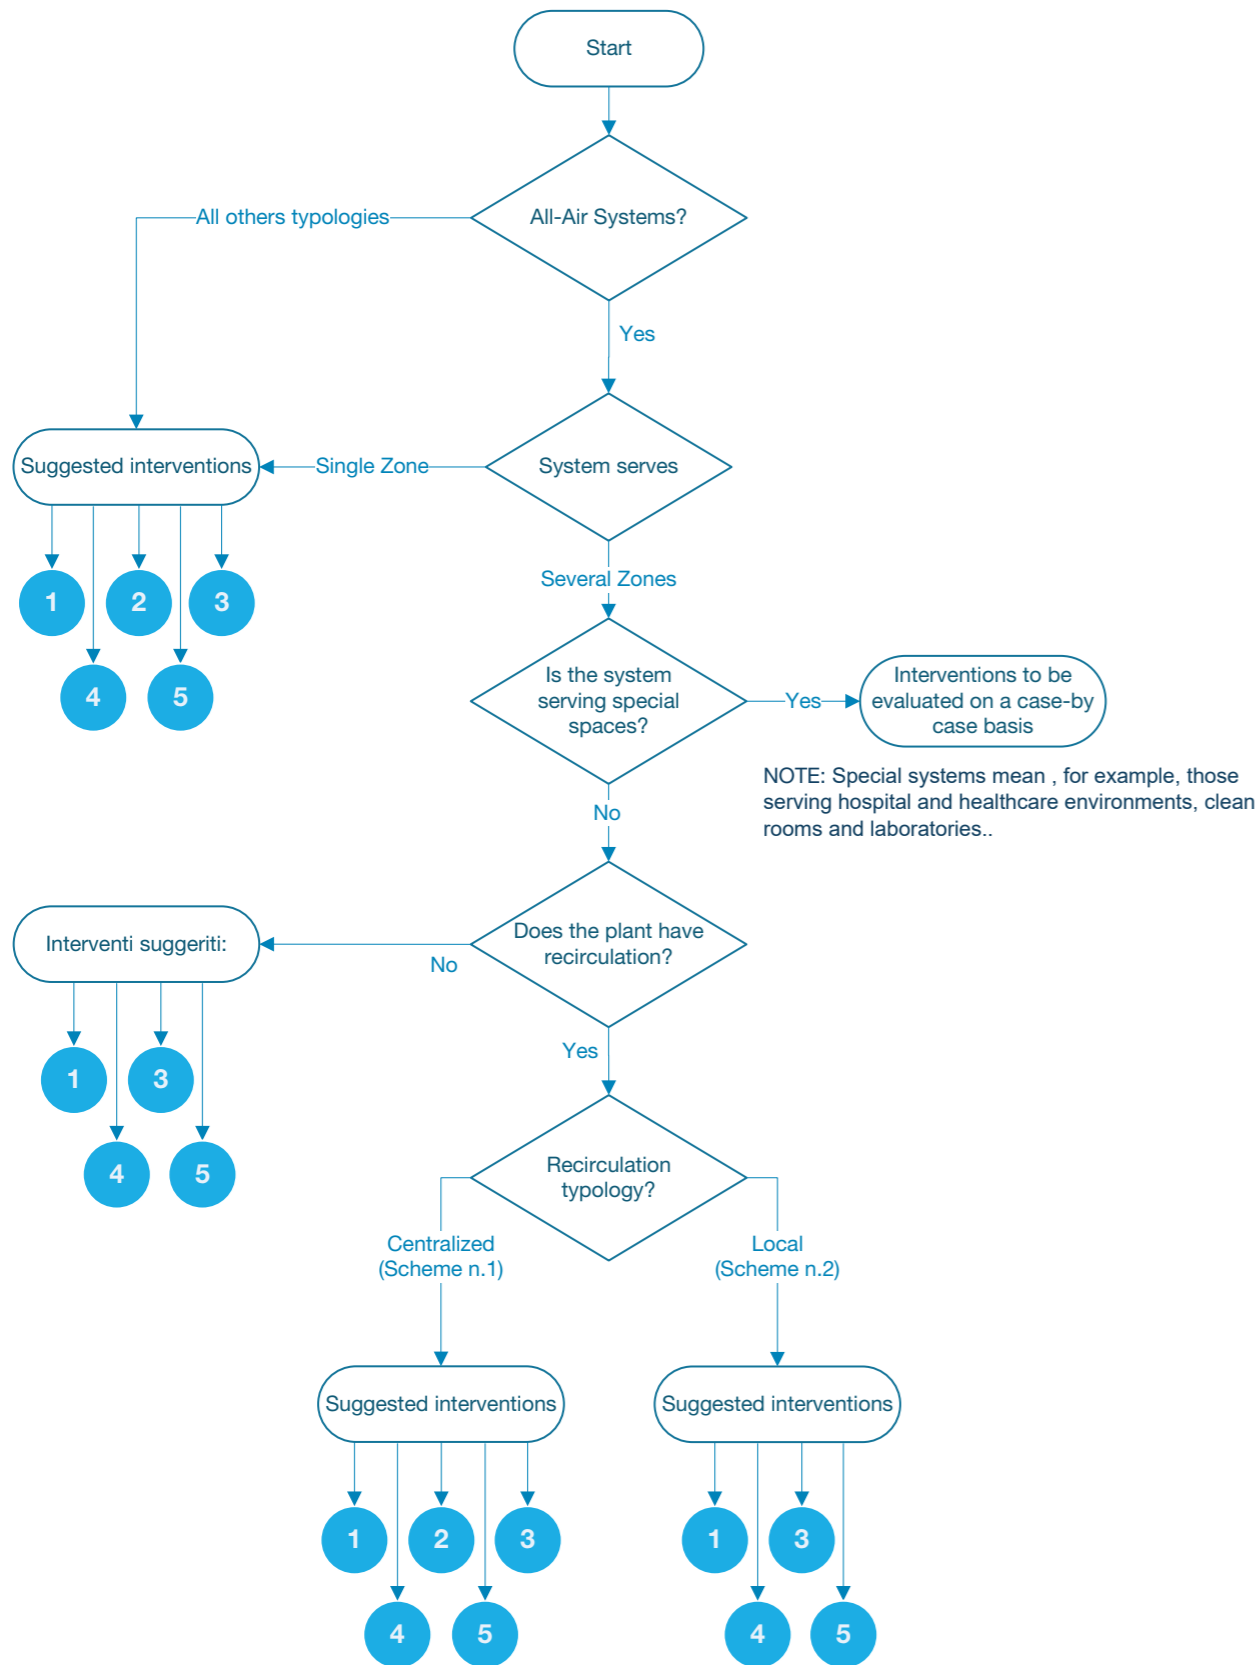 Start
All-Air Systems?
All others typologies
Yes
System serves
Single Zone
Suggested interventions
1
2
3
4
5
Several Zones
Is the system
serving special
spaces?
Yes
Interventions to be
evaluated on a case-by
case basis
NOTE: Special systems mean , for example, those
serving hospital and healthcare environments, clean
rooms and laboratories..
No
Does the plant have
recirculation?
No
Interventi suggeriti:
1
3
4
5
Yes
Recirculation
typology?
Centralized
(Scheme n.1)
Local
(Scheme n.2)
Suggested interventions
1
2
3
4
5
Suggested interventions
1
3
4
5